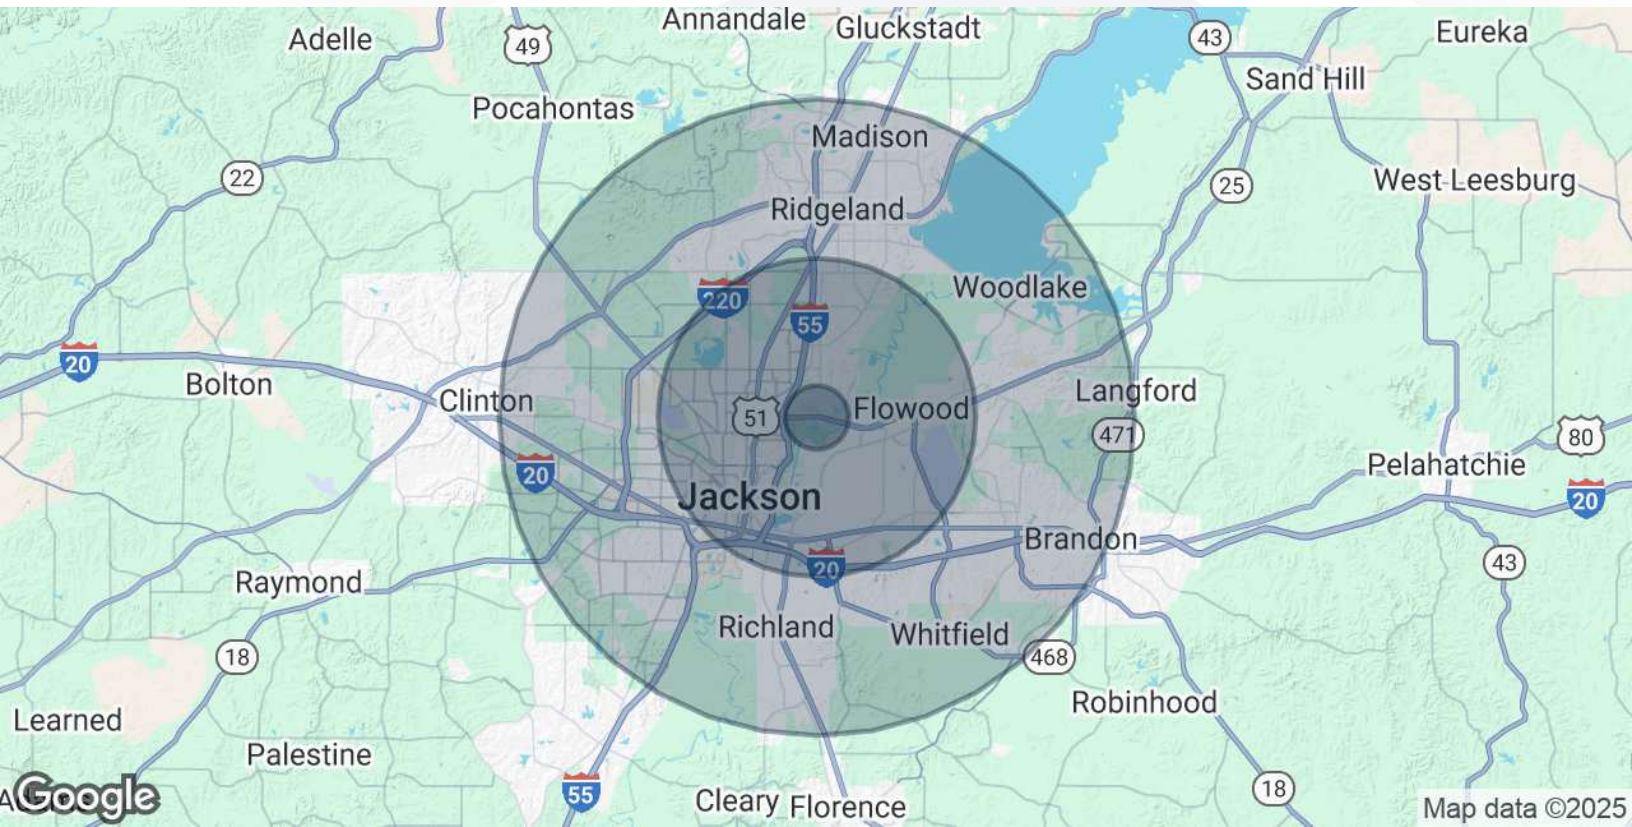 Annandale
Gluckstadt
Adelle
49
43
Eureka
Sand Hill
Pocahontas
Madison
22
25
West Leesburg
Ridgeland
Woodlake
220
55
20
Bolton
Clinton
51
Flowood
Langford
471
80
Pelahatchie
20
20
Jackson
Brandon
20
43
Raymond
Richland
Whitfield
18
468
Robinhood
Learned
Palestine
55
18
Google
Cleary
Florence
Map data ©2025